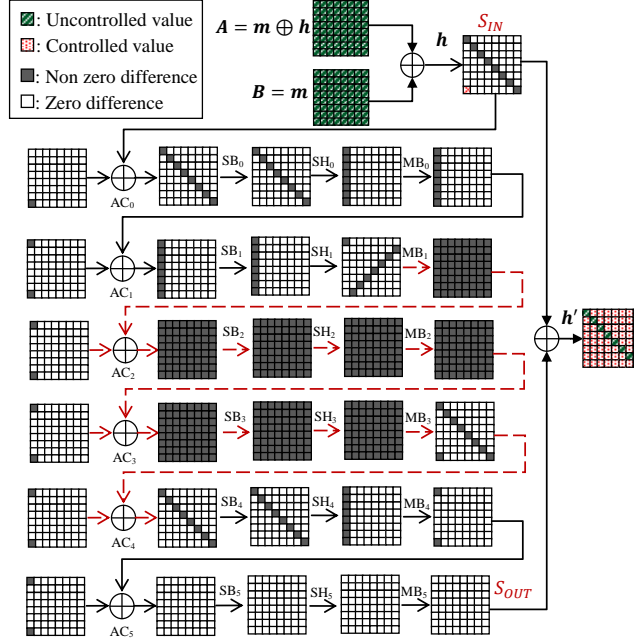 : Uncontrolled value
: Controlled value
: Non zero difference
: Zero difference
A = m ⊕ h
B = m
h
S_IN
AC₀ SB₀ SH₀ MB₀
AC₁ SB₁ SH₁ MB₁
AC₂ SB₂ SH₂ MB₂
h'
AC₃ SB₃ SH₃ MB₃
AC₄ SB₄ SH₄ MB₄
AC₅ SB₅ SH₅ MB₅ S_OUT